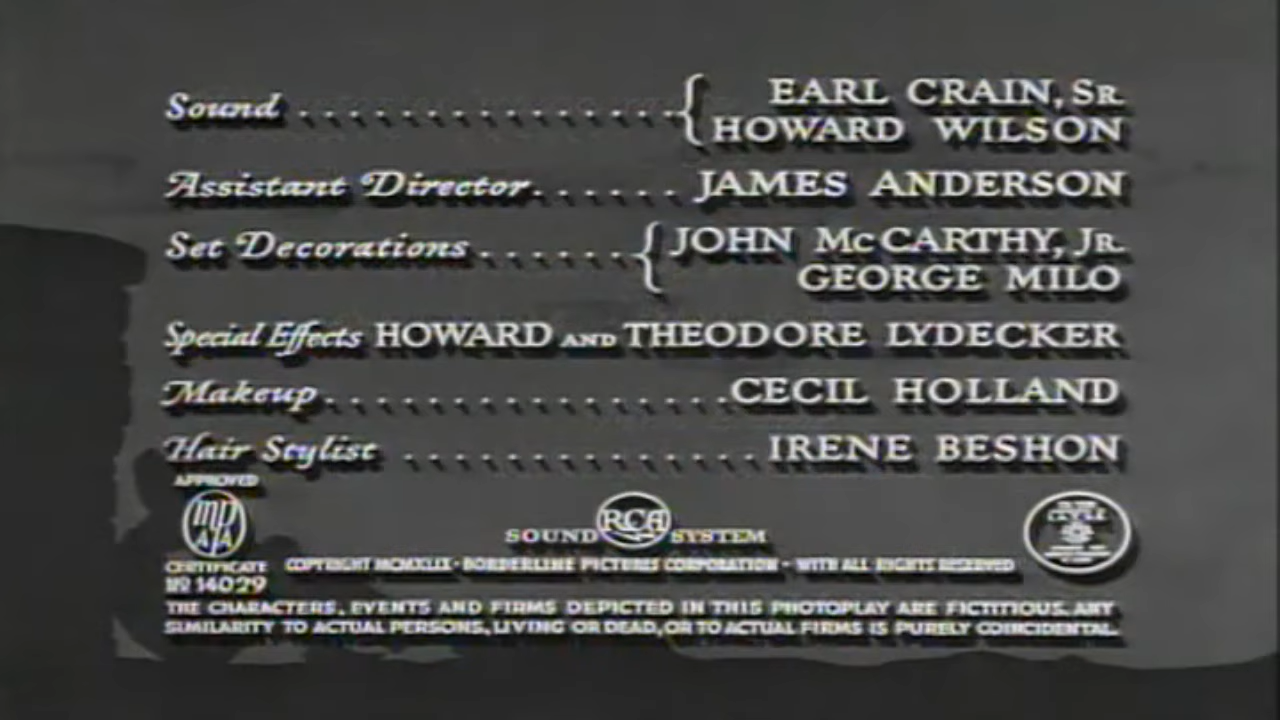 Sound ............... { EARL CRAIN, SR.
HOWARD WILSON
Assistant Director...... JAMES ANDERSON
Set Decorations ...... { JOHN McCARTHY, JR.
GEORGE MILO
Special Effects HOWARD AND THEODORE LYDECKER
Makeup ................ CECIL HOLLAND
Hair Stylist .............. IRENE BESHON
APPROVED
MPAA
CERTIFICATE
No 14029
RCA
SOUND SYSTEM
COPYRIGHT MCMXLIX · BORDERLINE PICTURES CORPORATION · WITH ALL RIGHTS RESERVED
THE CHARACTERS, EVENTS AND FIRMS DEPICTED IN THIS PHOTOPLAY ARE FICTITIOUS. ANY
SIMILARITY TO ACTUAL PERSONS, LIVING OR DEAD, OR TO ACTUAL FIRMS IS PURELY COINCIDENTAL.